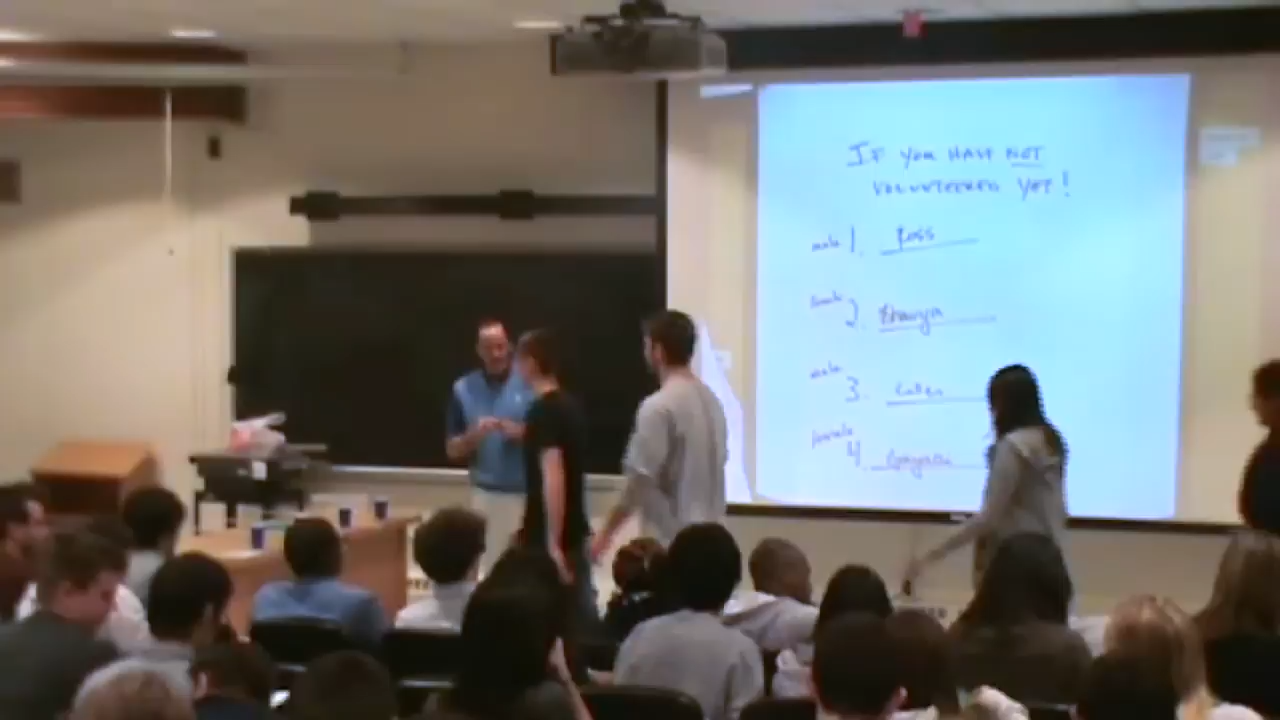 IF YOU HAVE NOT
VOLUNTEERED YET!
male 1. Ross
female 2.
male 3.
female 4.